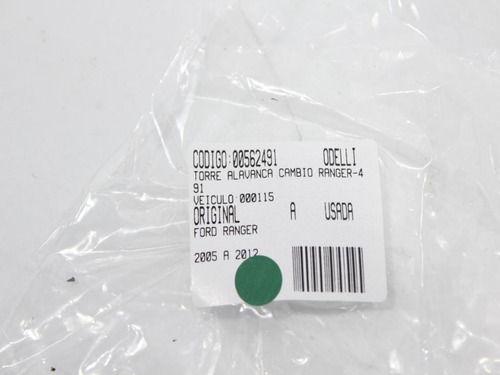 CODIGO:00562491 ODELLI
TORRE ALAVANCA CAMBIO RANGER-4
91
VEICULO 000115
ORIGINAL A USADA
FORD RANGER
2005 A 2012